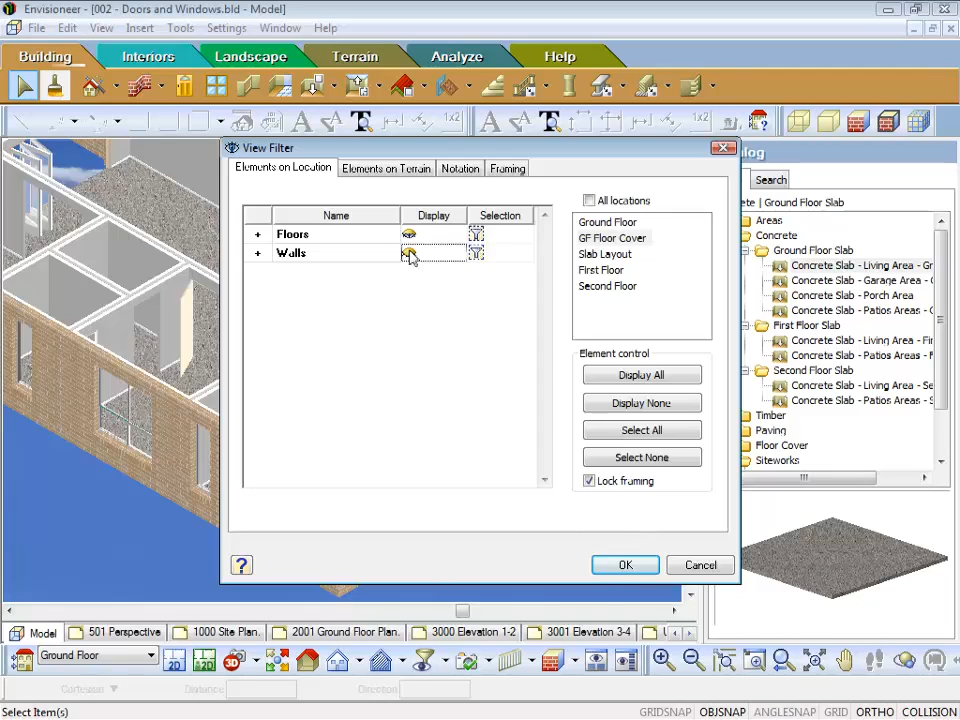 Envisioneer - [002 - Doors and Windows.bld - Model]
File Edit View Insert Tools Settings Window Help
Building Interiors Landscape Terrain Analyze Help
View Filter
Elements on Location Elements on Terrain Notation Framing
Name Display Selection
+ Floors
+ Walls
All locations
Ground Floor
GF Floor Cover
Slab Layout
First Floor
Second Floor
Element control
Display All
Display None
Select All
Select None
Lock framing
OK Cancel
Search
Ground Floor Slab
Areas
Concrete
Ground Floor Slab
Concrete Slab - Living Area - Gr
Concrete Slab - Garage Area -
Concrete Slab - Porch Area
Concrete Slab - Patios Areas -
First Floor Slab
Concrete Slab - Living Area - Fir
Concrete Slab - Patios Areas - F
Second Floor Slab
Concrete Slab - Living Area - Se
Concrete Slab - Patios Areas - S
Timber
Paving
Floor Cover
Siteworks
Model 501 Perspective 1000 Site Plan. 2001 Ground Floor Plan. 3000 Elevation 1-2 3001 Elevation 3-4
Ground Floor 2D 2D 3D
Cartesian Distance: Direction:
Select Item(s) GRIDSNAP OBJSNAP ANGLESNAP GRID ORTHO COLLISION